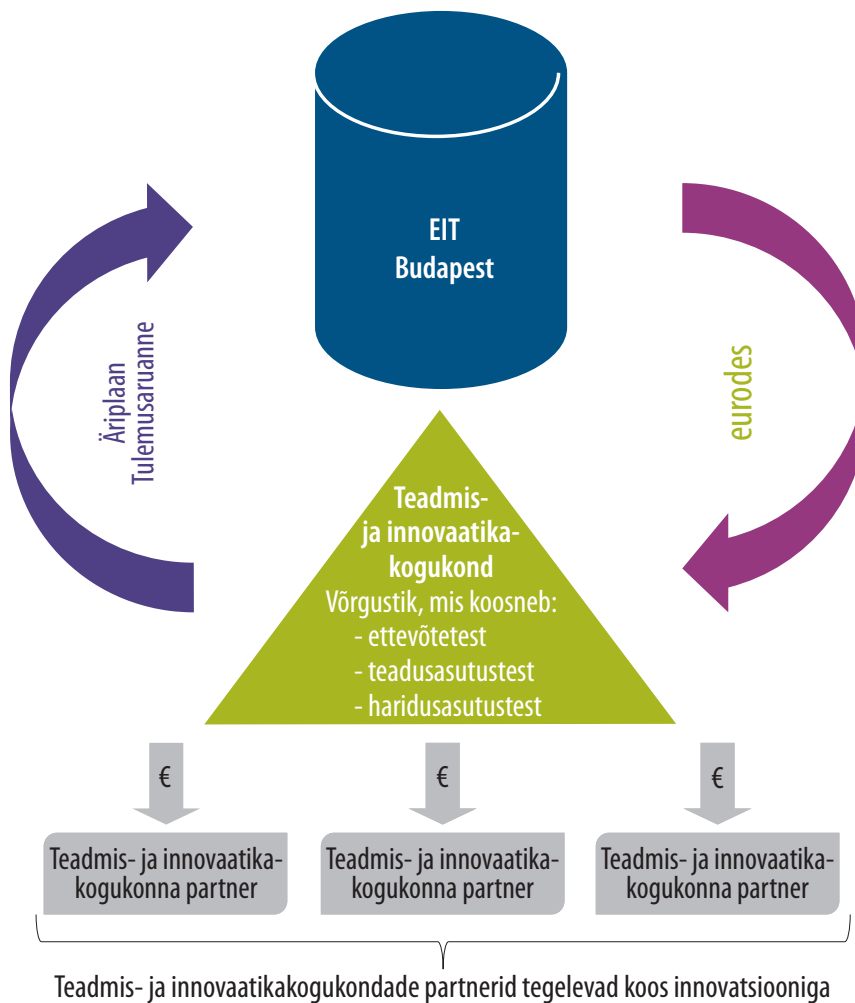 EIT
Budapest
Äriplaan
Tulemusaruanne
eurodes
Teadmis-
ja innovaatika-
kogukond
Võrgustik, mis koosneb:
- ettevõtetest
- teadusasutustest
- haridusasutustest
€
€
€
Teadmis- ja innovaatika-
kogukonna partner
Teadmis- ja innovaatika-
kogukonna partner
Teadmis- ja innovaatika-
kogukonna partner
Teadmis- ja innovaatikakogukondade partnerid tegelevad koos innovatsiooniga